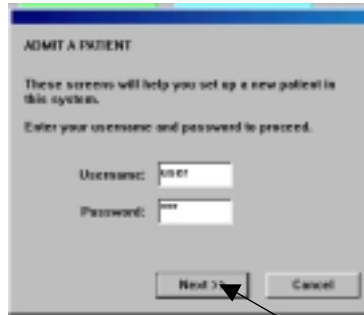 ADMIT A PATIENT
These screens will help you set up a new patient in
this system.
Enter your username and password to proceed.
Username: user
Password: ***
Next >>
Cancel